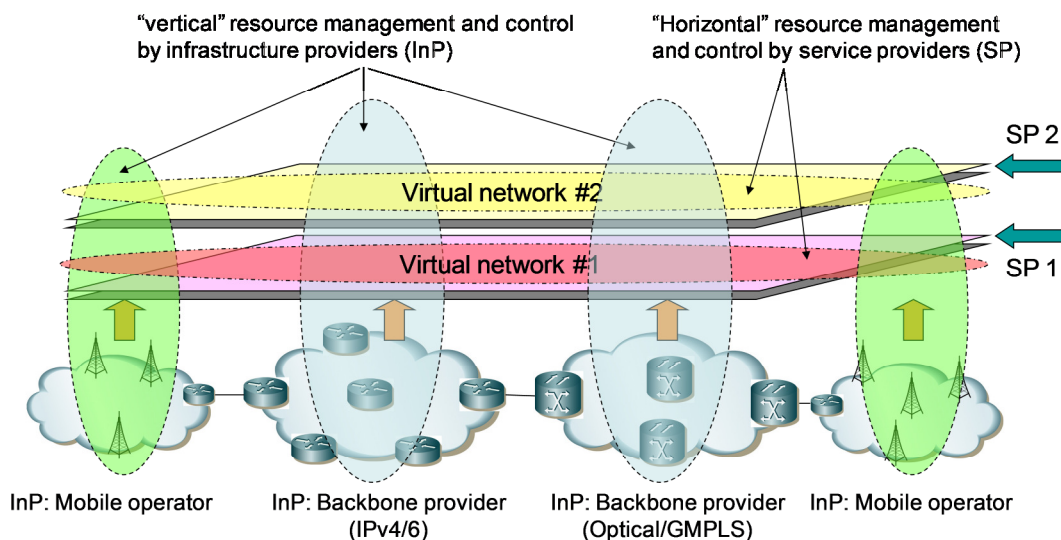 “vertical” resource management and control
by infrastructure providers (InP)
“Horizontal” resource management
and control by service providers (SP)
SP 2
Virtual network #2
Virtual network #1
SP 1
InP: Mobile operator
InP: Backbone provider
(IPv4/6)
InP: Backbone provider
(Optical/GMPLS)
InP: Mobile operator